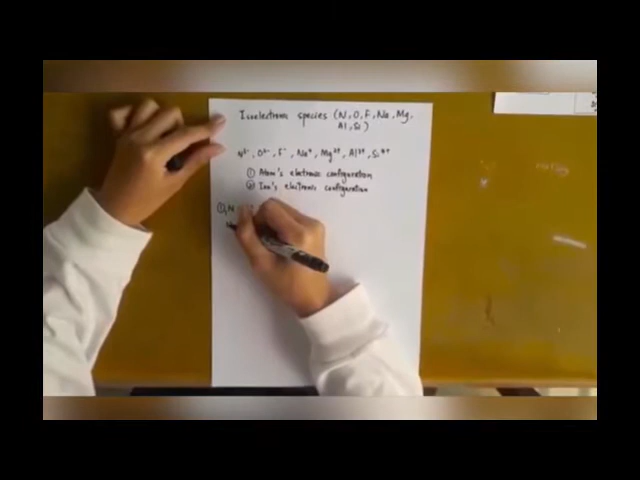 Isoelectronic species (N, O, F, Na, Mg,
Al, Si)
N³⁻, O²⁻, F⁻, Na⁺, Mg²⁺, Al³⁺, Si⁴⁺
① Atom's electronic configuration
② Ion's electronic configuration
①, N